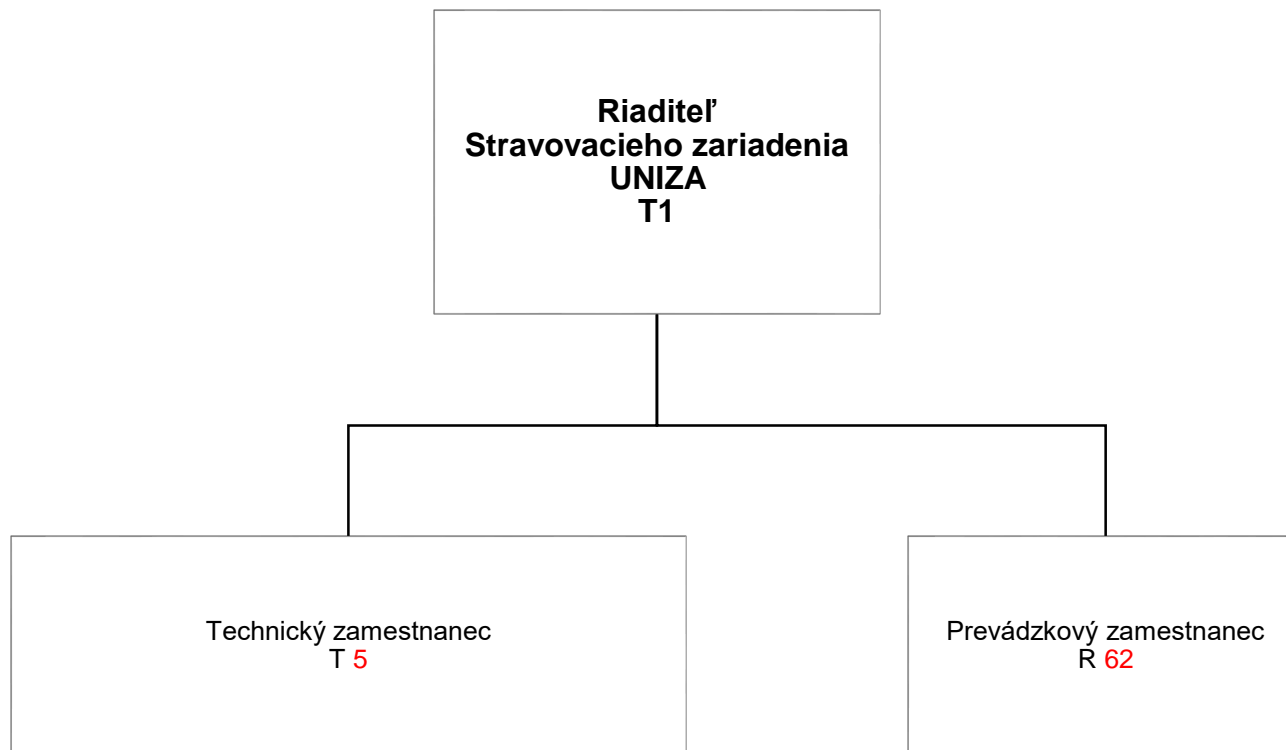 Riaditeľ
Stravovacieho zariadenia
UNIZA
T1
Technický zamestnanec
T 5
Prevádzkový zamestnanec
R 62